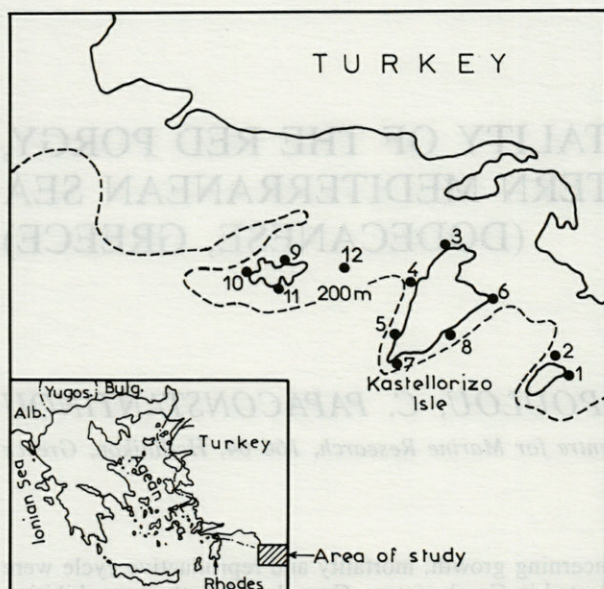 TURKEY
3
9
12
10
4
11
200m
6
5
8
7
2
1
Kastellorizo
Isle
Yugos.
Bulg.
Alb.
Turkey
Aegean Sea
Ionian Sea
Area of study
Rhodes